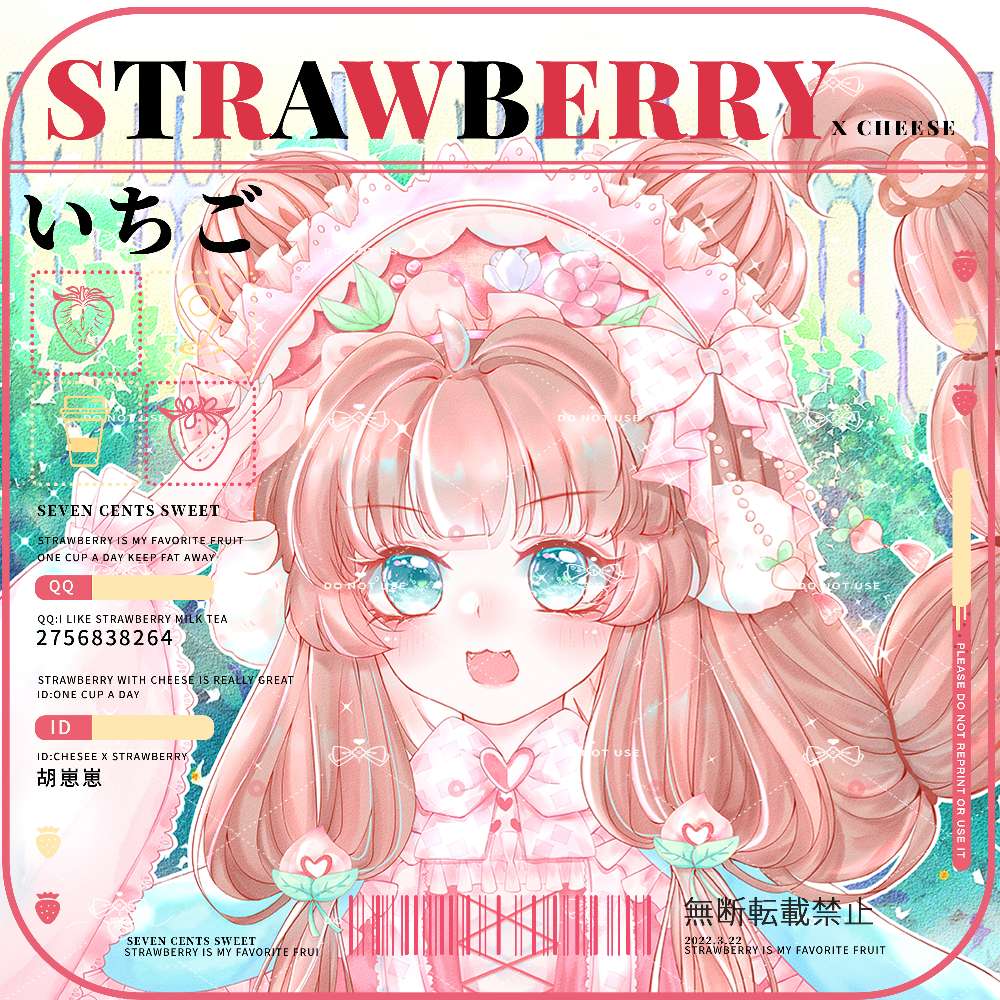 STRAWBERRY
X CHEESE
いちご
SEVEN CENTS SWEET
STRAWBERRY IS MY FAVORITE FRUIT
ONE CUP A DAY KEEP FAT AWAY
QQ
QQ:I LIKE STRAWBERRY MILK TEA
2756838264
STRAWBERRY WITH CHEESE IS REALLY GREAT
ID:ONE CUP A DAY
ID
ID:CHESEE X STRAWBERRY
胡崽崽
DO NOT USE
DO NOT USE
DO NOT USE
DO NOT USE
PLEASE DO NOT REPRINT OR USE IT
SEVEN CENTS SWEET
STRAWBERRY IS MY FAVORITE FRUI
無断転載禁止
2022.3.22
STRAWBERRY IS MY FAVORITE FRUIT